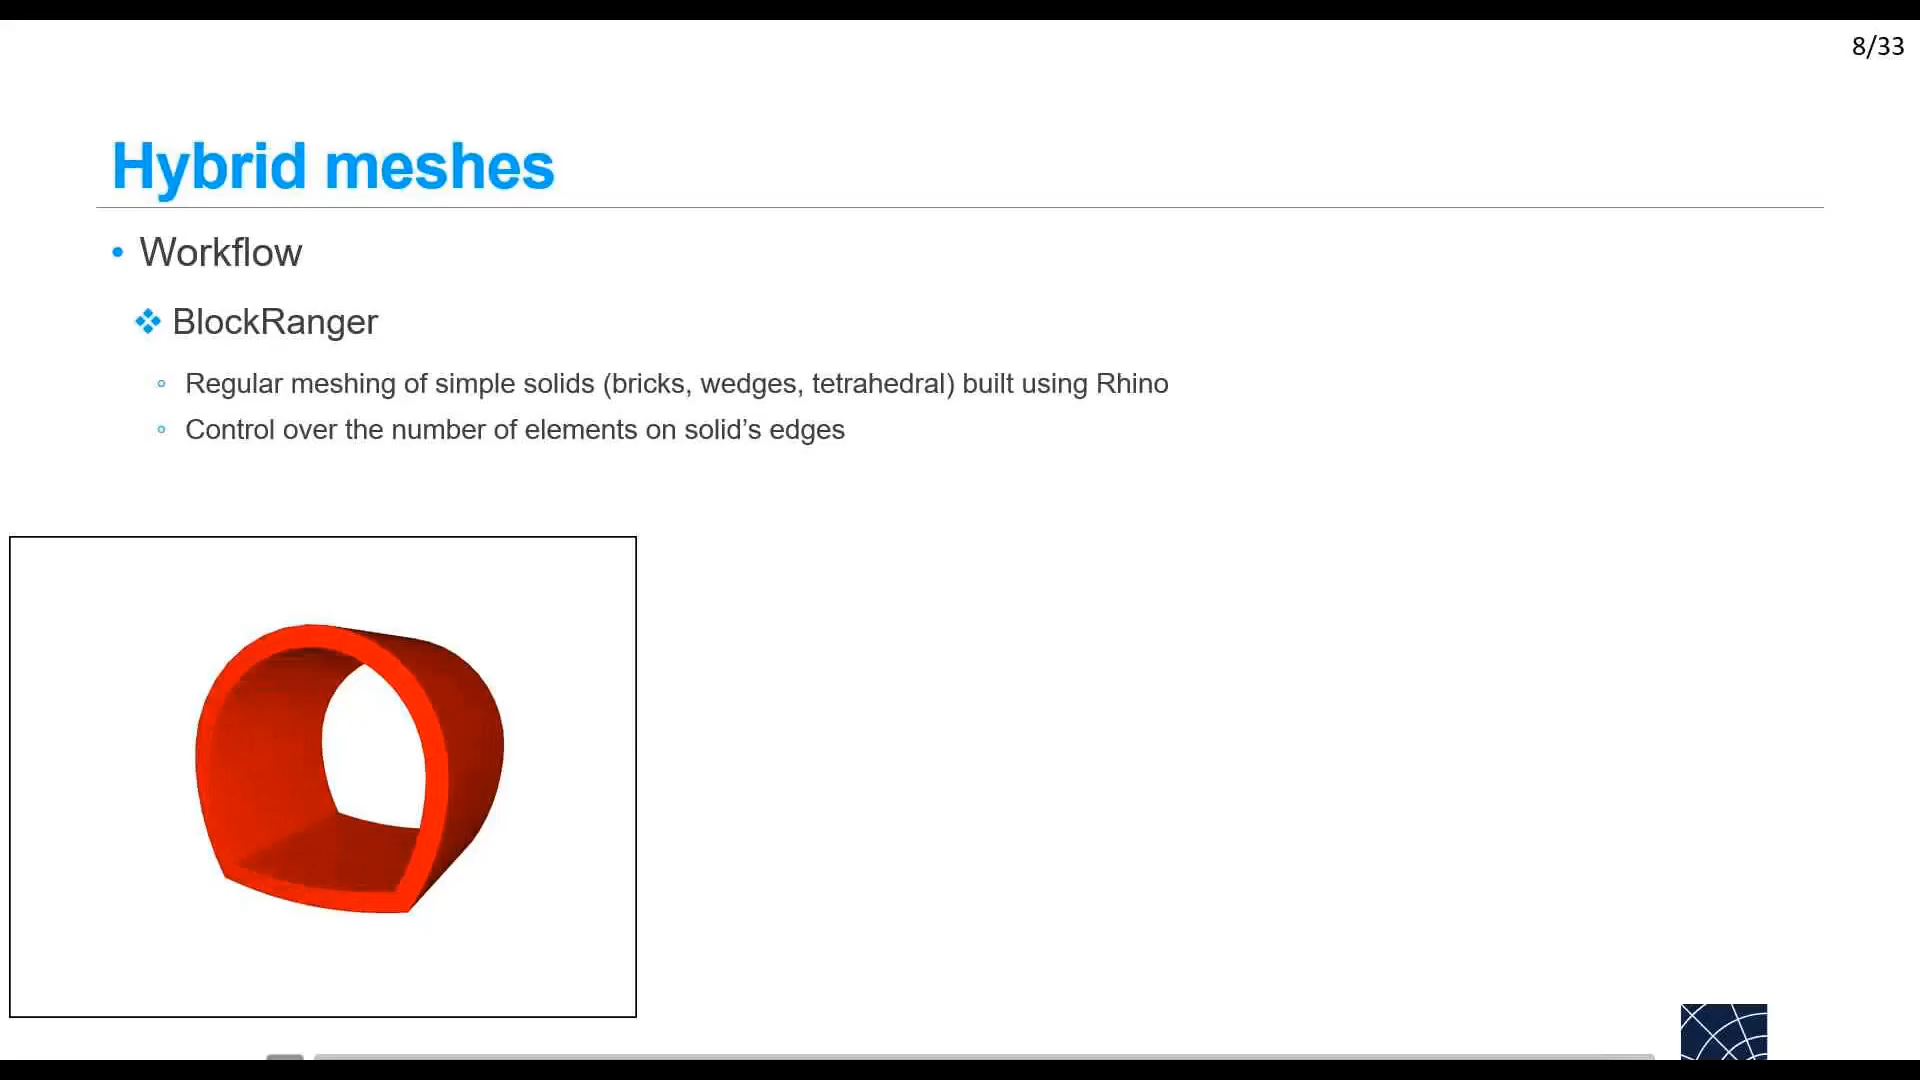 8/33
Hybrid meshes
• Workflow
❖ BlockRanger
◦ Regular meshing of simple solids (bricks, wedges, tetrahedral) built using Rhino
◦ Control over the number of elements on solid’s edges